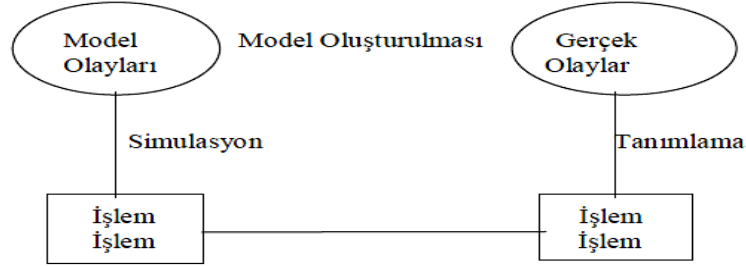 Model
Olayları
Model Oluşturulması
Gerçek
Olaylar
Simulasyon
Tanımlama
İşlem
İşlem
İşlem
İşlem